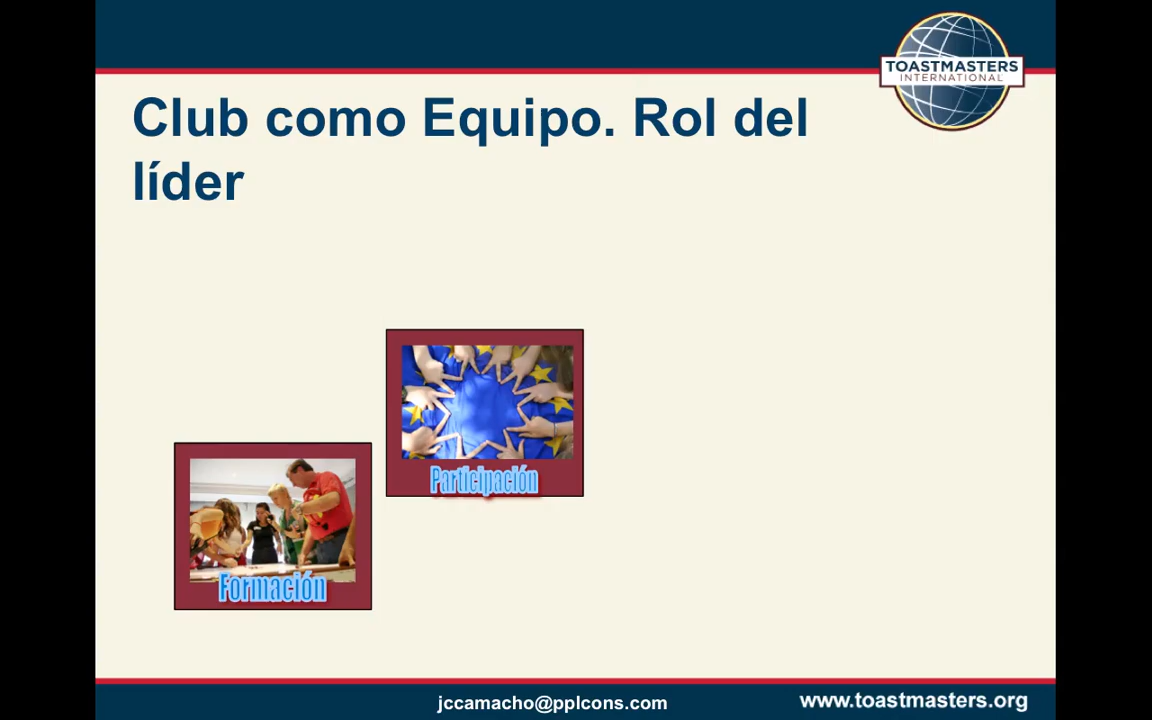 TOASTMASTERS
INTERNATIONAL
Club como Equipo. Rol del
líder
Participación
Formación
jccamacho@pplcons.com
www.toastmasters.org